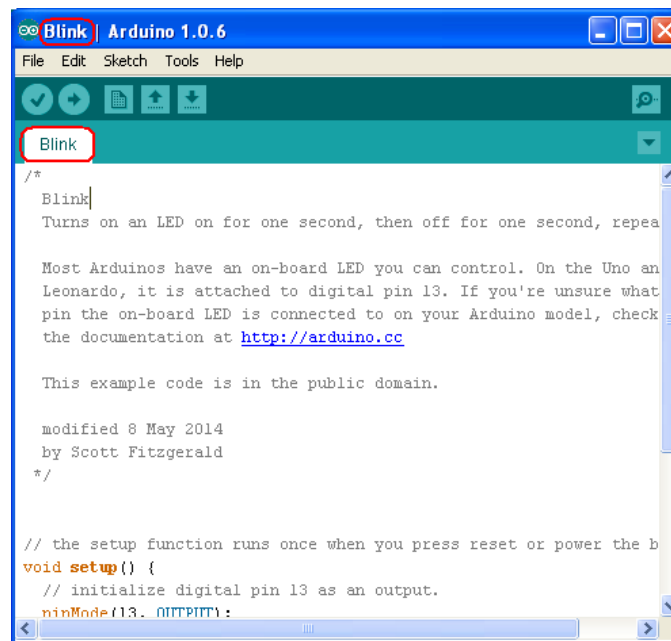 Blink | Arduino 1.0.6
File Edit Sketch Tools Help
Blink
/*
Blink
Turns on an LED on for one second, then off for one second, repea
Most Arduinos have an on-board LED you can control. On the Uno an
Leonardo, it is attached to digital pin 13. If you're unsure what
pin the on-board LED is connected to on your Arduino model, check
the documentation at http://arduino.cc
This example code is in the public domain.
modified 8 May 2014
by Scott Fitzgerald
*/
// the setup function runs once when you press reset or power the b
void setup() {
// initialize digital pin 13 as an output.
pinMode(13, OUTPUT);